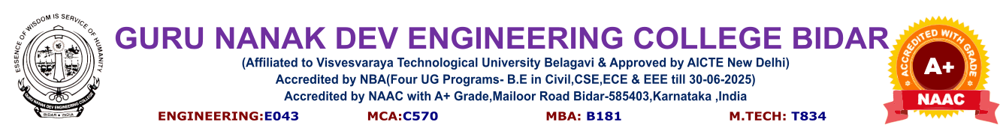 ESSENCE OF WISDOM IS SERVICE OF HUMANITY
GURU NANAK DEV ENGINEERING COLLEGE
BIDAR • INDIA
GURU NANAK DEV ENGINEERING COLLEGE BIDAR
(Affiliated to Visvesvaraya Technological University Belagavi & Approved by AICTE New Delhi)
Accredited by NBA(Four UG Programs- B.E in Civil,CSE,ECE & EEE till 30-06-2025)
Accredited by NAAC with A+ Grade,Mailoor Road Bidar-585403,Karnataka ,India
ENGINEERING:E043 MCA:C570 MBA: B181 M.TECH: T834
ACCREDITED WITH GRADE
A+
NAAC